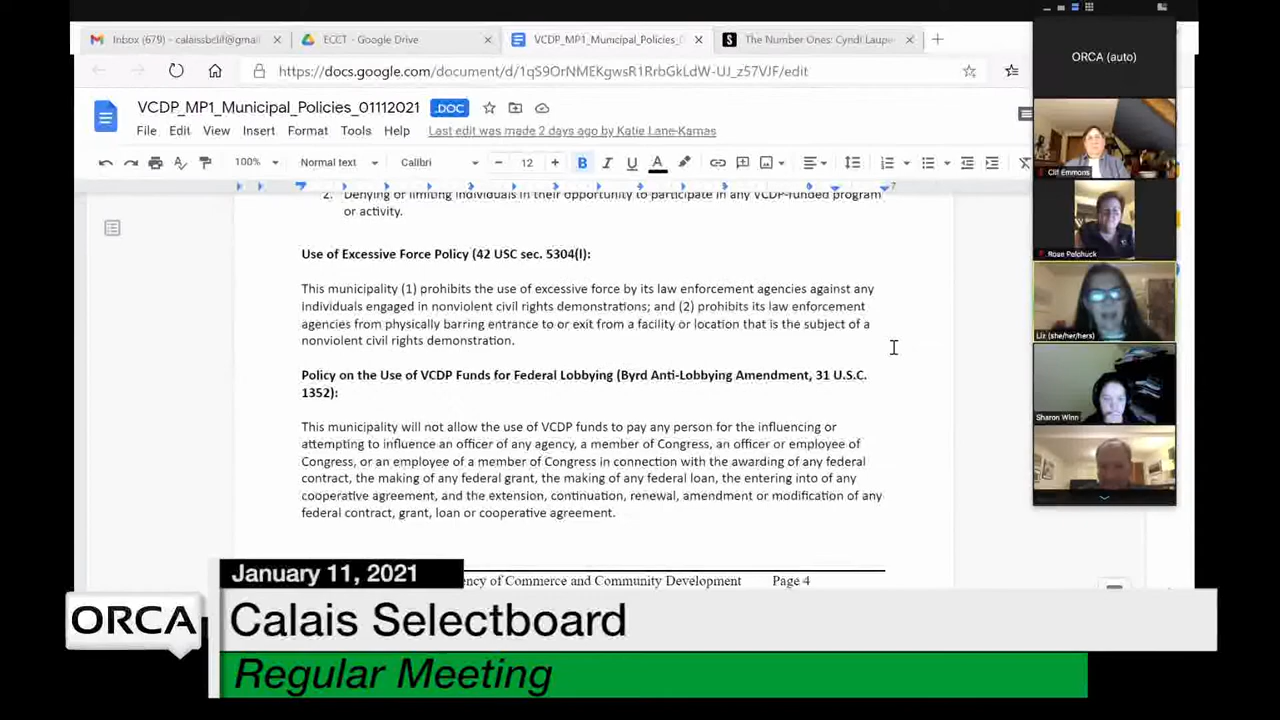 ORCA (auto)
Inbox (679) - calaissbelif@gmail
ECCT - Google Drive
VCDP_MP1_Municipal_Policies_
The Number Ones: Cyndi Laupe
https://docs.google.com/document/d/1qS9OrNMEKgwsR1RrbGkLdW-UJ_z57VJF/edit
VCDP_MP1_Municipal_Policies_01112021
.DOC
File Edit View Insert Format Tools Help
Last edit was made 2 days ago by Katie Lane-Karnas
100% Normal text Calibri 12 B I U A
2. Denying or limiting individuals in their opportunity to participate in any VCDP-funded program
or activity.
Use of Excessive Force Policy (42 USC sec. 5304(l):
This municipality (1) prohibits the use of excessive force by its law enforcement agencies against any
individuals engaged in nonviolent civil rights demonstrations; and (2) prohibits its law enforcement
agencies from physically barring entrance to or exit from a facility or location that is the subject of a
nonviolent civil rights demonstration.
Policy on the Use of VCDP Funds for Federal Lobbying (Byrd Anti-Lobbying Amendment, 31 U.S.C.
1352):
This municipality will not allow the use of VCDP funds to pay any person for the influencing or
attempting to influence an officer of any agency, a member of Congress, an officer or employee of
Congress, or an employee of a member of Congress in connection with the awarding of any federal
contract, the making of any federal grant, the making of any federal loan, the entering into of any
cooperative agreement, and the extension, continuation, renewal, amendment or modification of any
federal contract, grant, loan or cooperative agreement.
ency of Commerce and Community Development Page 4
Clif Emmons
Rose Pelchuck
Liz (she/her/hers)
Sharon Winn
January 11, 2021
ORCA
Calais Selectboard
Regular Meeting